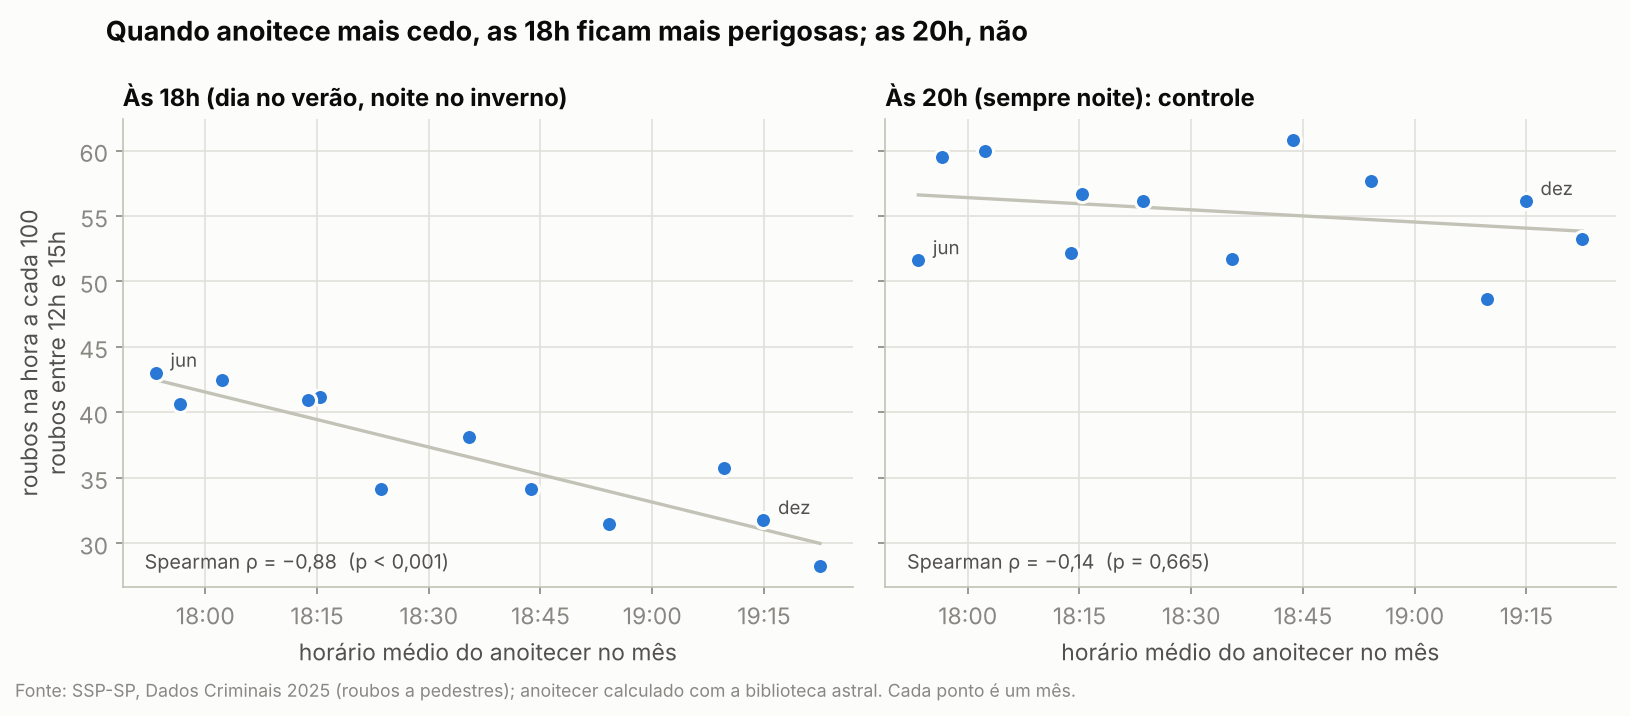 Quando anoitece mais cedo, as 18h ficam mais perigosas; as 20h, não
Às 18h (dia no verão, noite no inverno)
roubos na hora a cada 100
roubos entre 12h e 15h
60
55
50
45
40
35
30
jun
dez
Spearman ρ = −0,88 (p < 0,001)
18:00
18:15
18:30
18:45
19:00
19:15
horário médio do anoitecer no mês
Às 20h (sempre noite): controle
jun
dez
Spearman ρ = −0,14 (p = 0,665)
18:00
18:15
18:30
18:45
19:00
19:15
horário médio do anoitecer no mês
Fonte: SSP-SP, Dados Criminais 2025 (roubos a pedestres); anoitecer calculado com a biblioteca astral. Cada ponto é um mês.